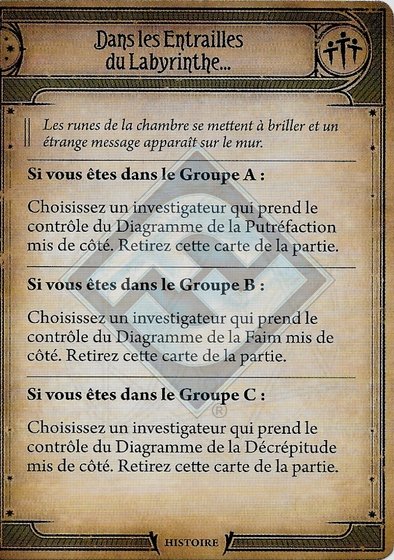 Dans les Entrailles
du Labyrinthe...
Les runes de la chambre se mettent à briller et un
étrange message apparaît sur le mur.
Si vous êtes dans le Groupe A :
Choisissez un investigateur qui prend le
contrôle du Diagramme de la Putréfaction
mis de côté. Retirez cette carte de la partie.
Si vous êtes dans le Groupe B :
Choisissez un investigateur qui prend le
contrôle du Diagramme de la Faim mis de
côté. Retirez cette carte de la partie.
Si vous êtes dans le Groupe C :
Choisissez un investigateur qui prend le
contrôle du Diagramme de la Décrépitude
mis de côté. Retirez cette carte de la partie.
®
HISTOIRE